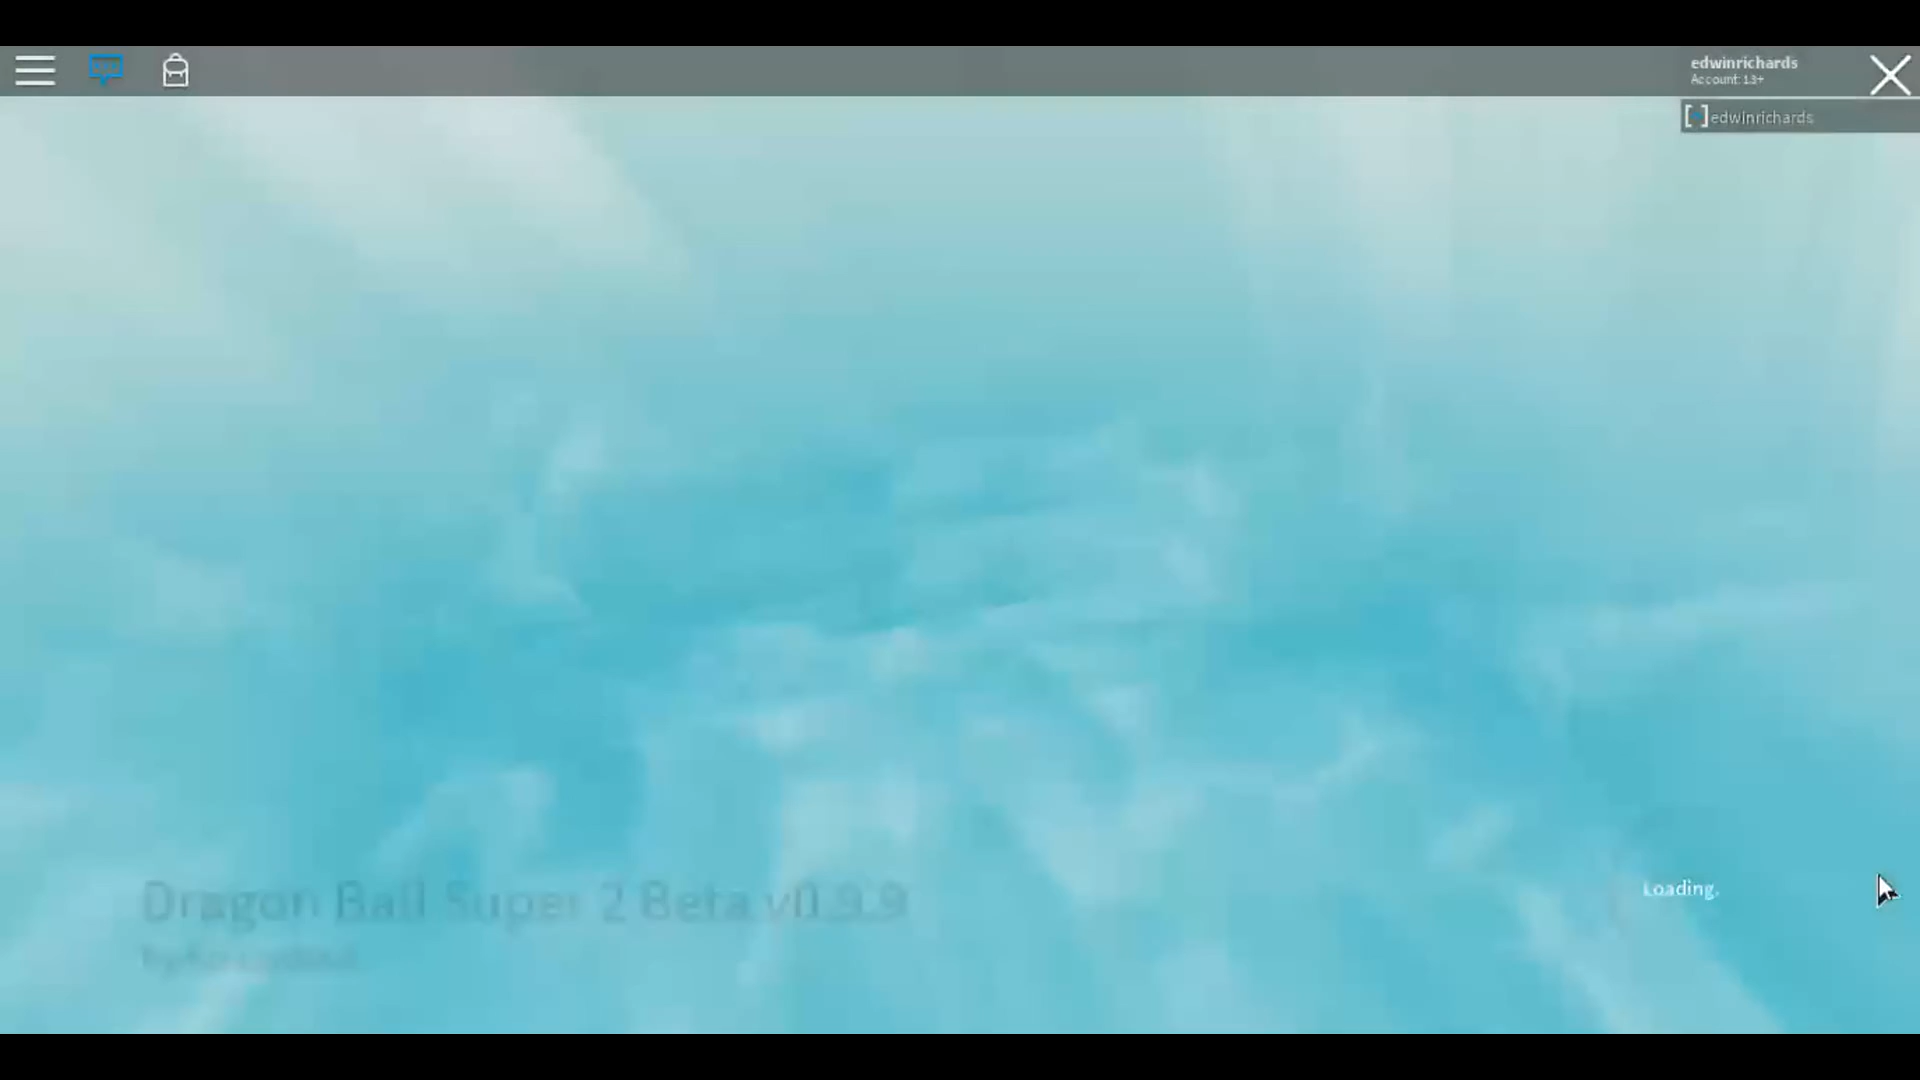 edwinrichards
Account: 13+
edwinrichards
Loading.
Dragon Ball Super 2 Beta v0.9.9